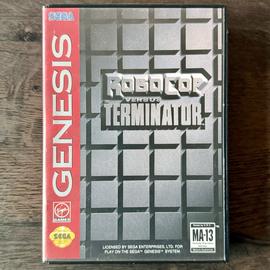 SEGA
GENESIS
ROBOCOP
VERSUS
TERMINATOR
Virgin
GAMES
SEGA
LICENSED BY SEGA ENTERPRISES, LTD. FOR
PLAY ON THE SEGA™ GENESIS™ SYSTEM.
MA-13